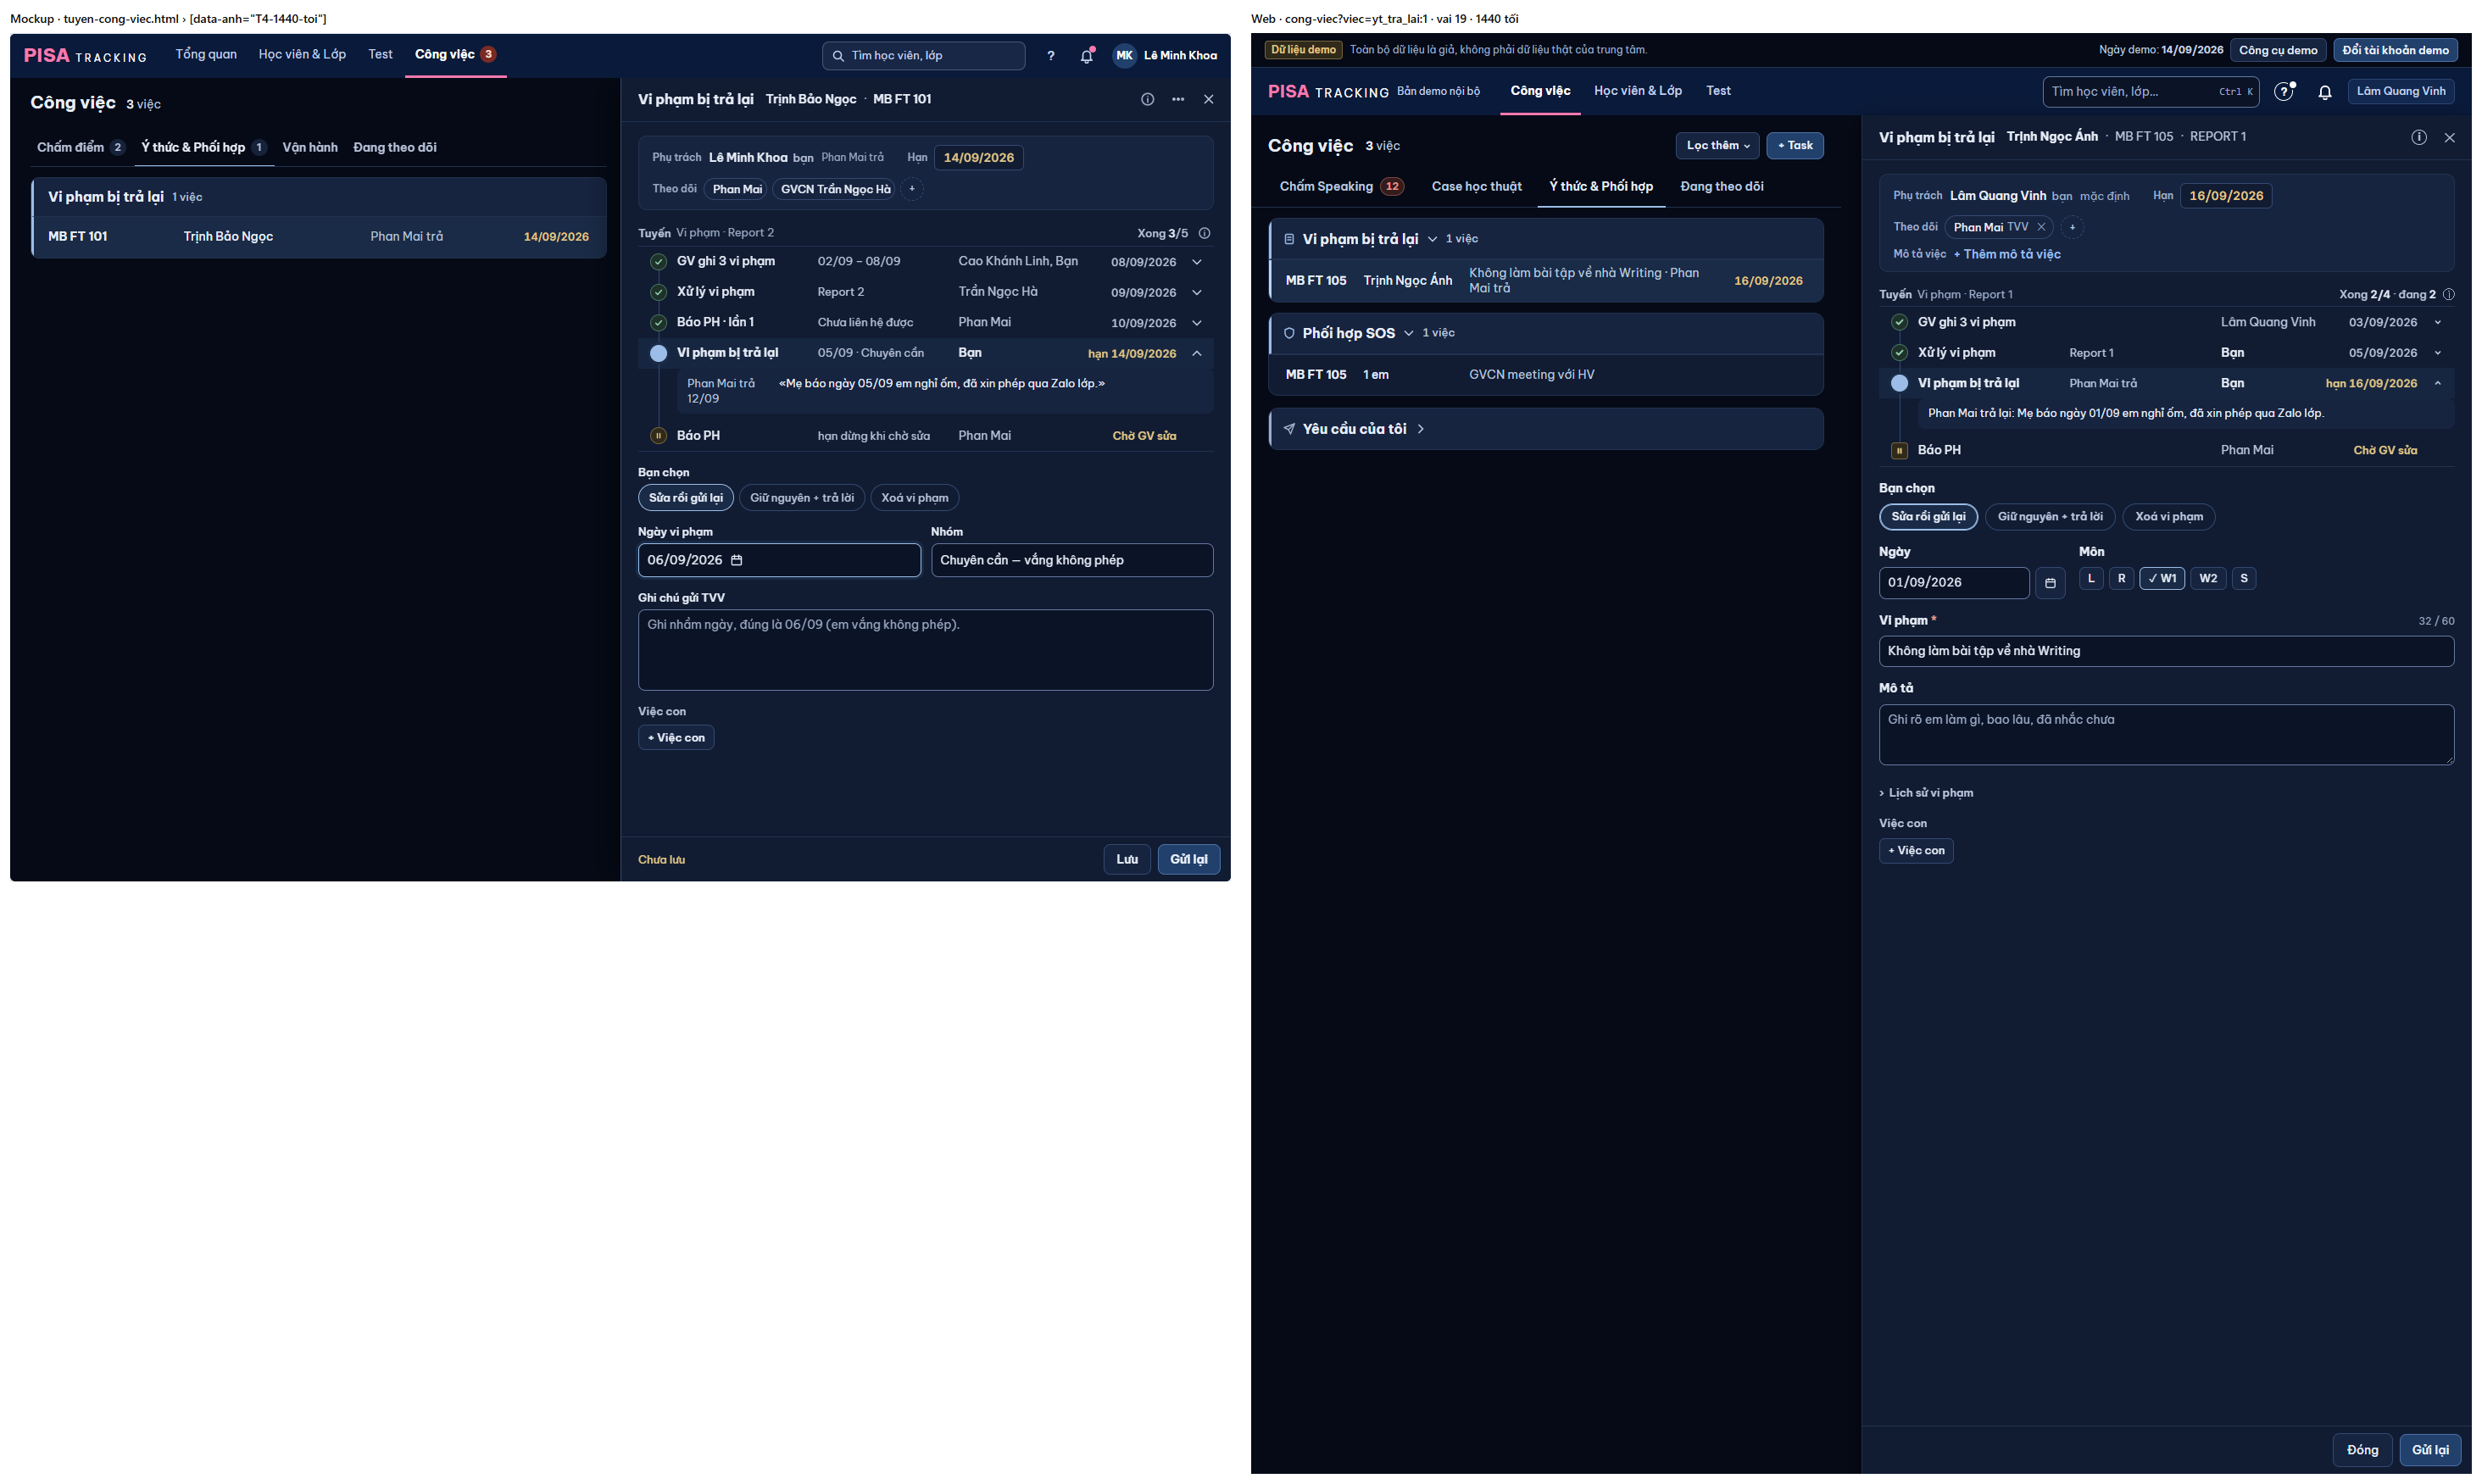 Mockup · tuyen-cong-viec.html › [data-anh="T4-1440-toi"]
PISA TRACKING
Tổng quan
Học viên & Lớp
Test
Công việc 3
Tìm học viên, lớp
?
MK Lê Minh Khoa
Công việc 3 việc
Chấm điểm 2
Ý thức & Phối hợp 1
Vận hành
Đang theo dõi
Vi phạm bị trả lại 1 việc
MB FT 101 Trịnh Bảo Ngọc Phan Mai trả 14/09/2026
Vi phạm bị trả lại Trịnh Bảo Ngọc · MB FT 101
Phụ trách Lê Minh Khoa bạn Phan Mai trả Hạn 14/09/2026
Theo dõi Phan Mai GVCN Trần Ngọc Hà +
Tuyến Vi phạm · Report 2 Xong 3/5
GV ghi 3 vi phạm 02/09 – 08/09 Cao Khánh Linh, Bạn 08/09/2026
Xử lý vi phạm Report 2 Trần Ngọc Hà 09/09/2026
Báo PH · lần 1 Chưa liên hệ được Phan Mai 10/09/2026
Vi phạm bị trả lại 05/09 · Chuyên cần Bạn hạn 14/09/2026
Phan Mai trả «Mẹ báo ngày 05/09 em nghỉ ốm, đã xin phép qua Zalo lớp.»
12/09
Báo PH hạn dừng khi chờ sửa Phan Mai Chờ GV sửa
Bạn chọn
Sửa rồi gửi lại Giữ nguyên + trả lời Xoá vi phạm
Ngày vi phạm Nhóm
06/09/2026 Chuyên cần — vắng không phép
Ghi chú gửi TVV
Ghi nhầm ngày, đúng là 06/09 (em vắng không phép).
Việc con
+ Việc con
Chưa lưu Lưu Gửi lại
Web · cong-viec?viec=yt_tra_lai:1 · vai 19 · 1440 tối
Dữ liệu demo Toàn bộ dữ liệu là giả, không phải dữ liệu thật của trung tâm.
Ngày demo: 14/09/2026 Công cụ demo Đổi tài khoản demo
PISA TRACKING Bản demo nội bộ
Công việc
Học viên & Lớp
Test
Tìm học viên, lớp... Ctrl K
?
Lâm Quang Vinh
Công việc 3 việc
Lọc thêm + Task
Chấm Speaking 12
Case học thuật
Ý thức & Phối hợp
Đang theo dõi
Vi phạm bị trả lại 1 việc
MB FT 105 Trịnh Ngọc Ánh Không làm bài tập về nhà Writing · Phan 16/09/2026
Mai trả
Phối hợp SOS 1 việc
MB FT 105 1 em GVCN meeting với HV
Yêu cầu của tôi
Vi phạm bị trả lại Trịnh Ngọc Ánh · MB FT 105 · REPORT 1
Phụ trách Lâm Quang Vinh bạn mặc định Hạn 16/09/2026
Theo dõi Phan Mai TVV +
Mô tả việc + Thêm mô tả việc
Tuyến Vi phạm · Report 1 Xong 2/4 · đang 2
GV ghi 3 vi phạm Lâm Quang Vinh 03/09/2026
Xử lý vi phạm Report 1 Bạn 05/09/2026
Vi phạm bị trả lại Phan Mai trả Bạn hạn 16/09/2026
Phan Mai trả lại: Mẹ báo ngày 01/09 em nghỉ ốm, đã xin phép qua Zalo lớp.
Báo PH Phan Mai Chờ GV sửa
Bạn chọn
Sửa rồi gửi lại Giữ nguyên + trả lời Xoá vi phạm
Ngày Môn
01/09/2026 L R ✓ W1 W2 S
Vi phạm * 32 / 60
Không làm bài tập về nhà Writing
Mô tả
Ghi rõ em làm gì, bao lâu, đã nhắc chưa
› Lịch sử vi phạm
Việc con
+ Việc con
Đóng Gửi lại